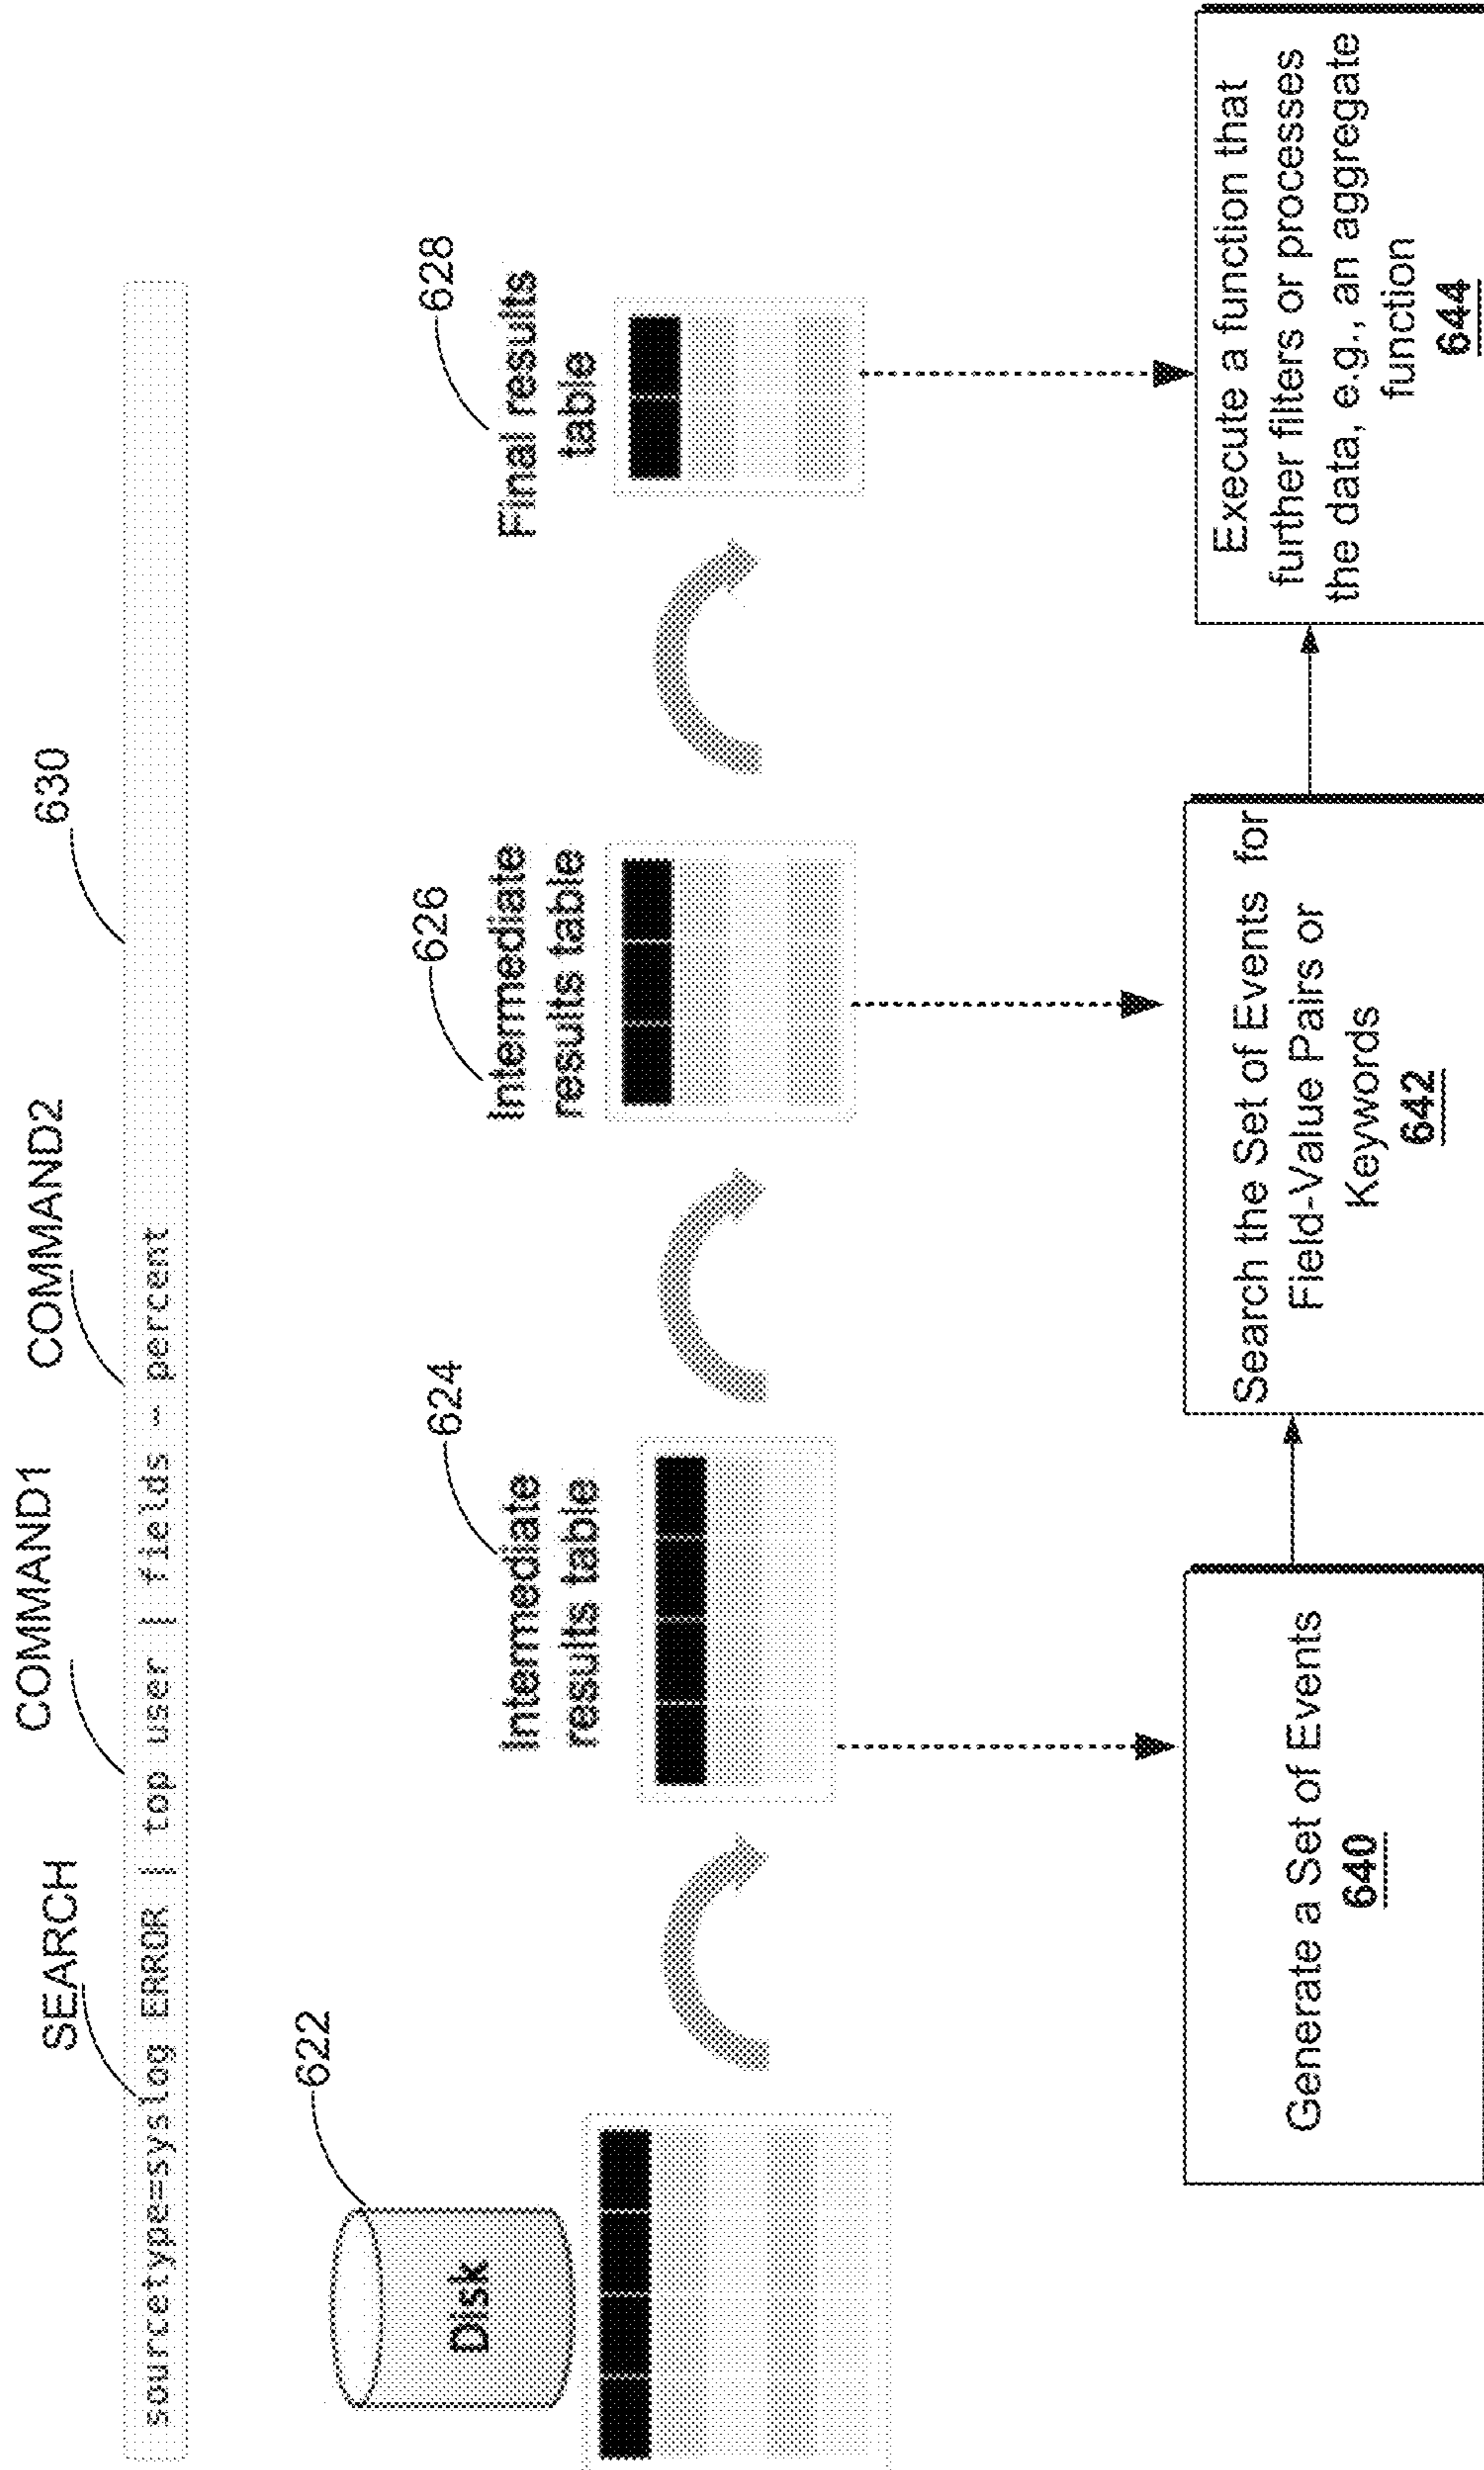 SEARCH
COMMAND1
COMMAND2
630
sourcetype=syslog ERROR | top user | fields – percent
622
Disk
624
Intermediate
results table
626
Intermediate
results table
628
Final results
table
Generate a Set of Events
640
Search the Set of Events for
Field-Value Pairs or
Keywords
642
Execute a function that
further filters or processes
the data, e.g., an aggregate
function
644